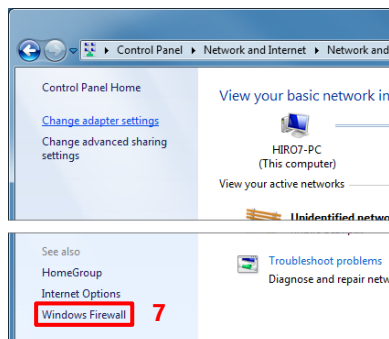 Control Panel Network and Internet Network and
Control Panel Home
Change adapter settings
Change advanced sharing
settings
View your basic network in
HIRO7-PC
(This computer)
View your active networks
Unidentified netwo
See also
HomeGroup
Internet Options
Windows Firewall
7
Troubleshoot problems
Diagnose and repair netw